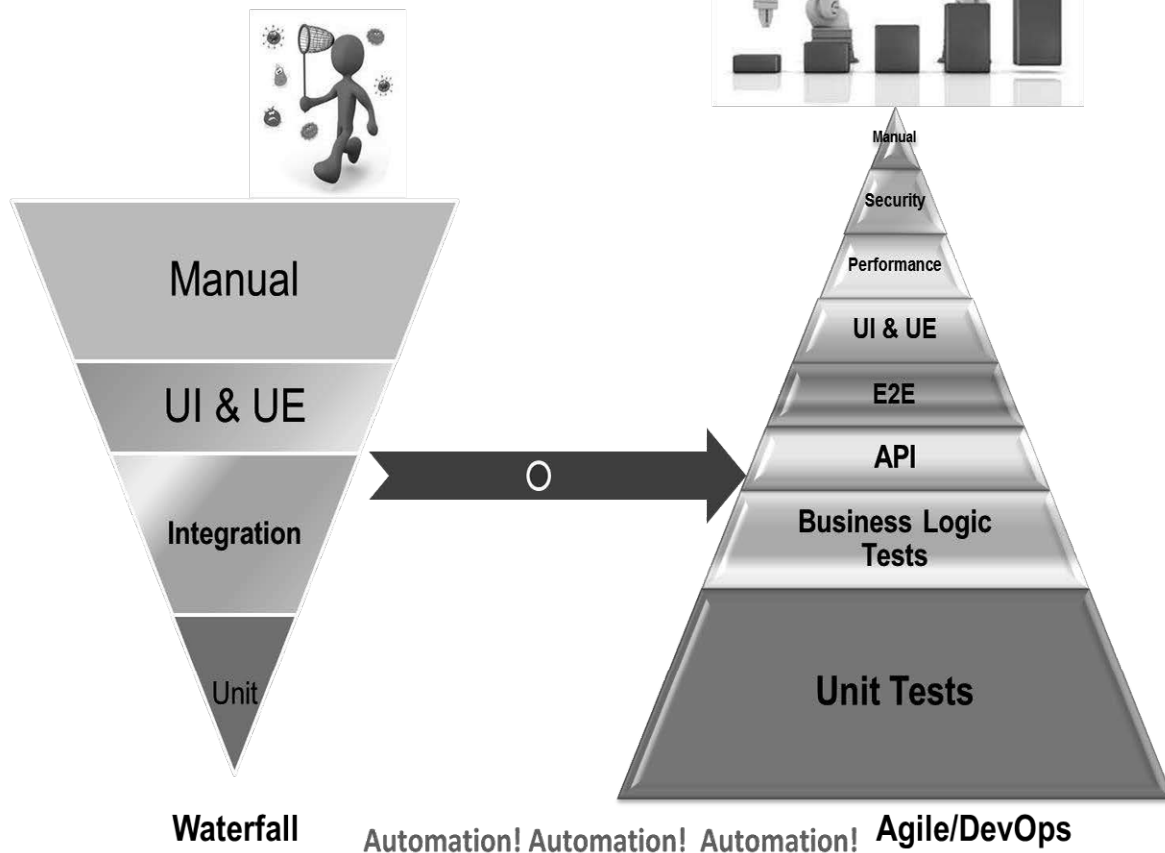 Manual
UI & UE
Integration
Unit
Waterfall
O
Manual
Security
Performance
UI & UE
E2E
API
Business Logic
Tests
Unit Tests
Agile/DevOps
Automation! Automation! Automation!